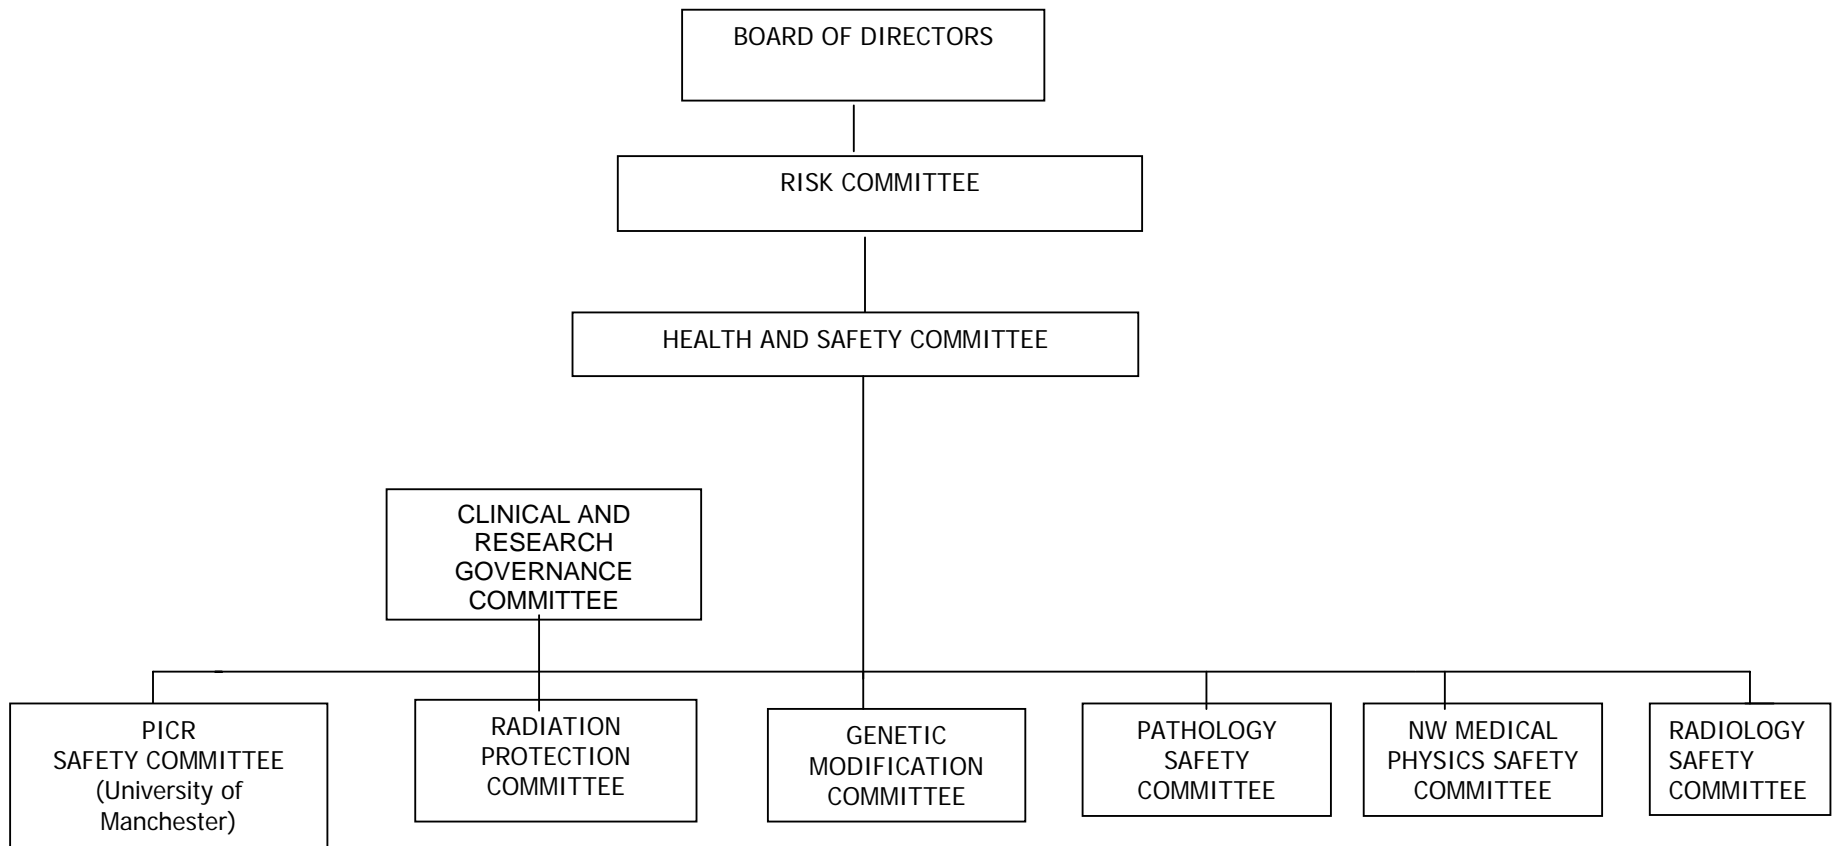 BOARD OF DIRECTORS
RISK COMMITTEE
HEALTH AND SAFETY COMMITTEE
CLINICAL AND
RESEARCH
GOVERNANCE
COMMITTEE
PICR
SAFETY COMMITTEE
(University of
Manchester)
RADIATION
PROTECTION
COMMITTEE
GENETIC
MODIFICATION
COMMITTEE
PATHOLOGY
SAFETY
COMMITTEE
NW MEDICAL
PHYSICS SAFETY
COMMITTEE
RADIOLOGY
SAFETY
COMMITTEE